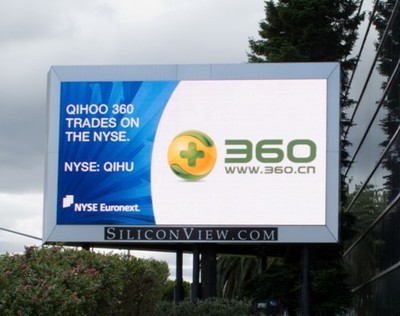 QIHOO 360
TRADES ON
THE NYSE.
NYSE: QIHU
NYSE Euronext.
360
www.360.cn
SILICONVIEW.COM